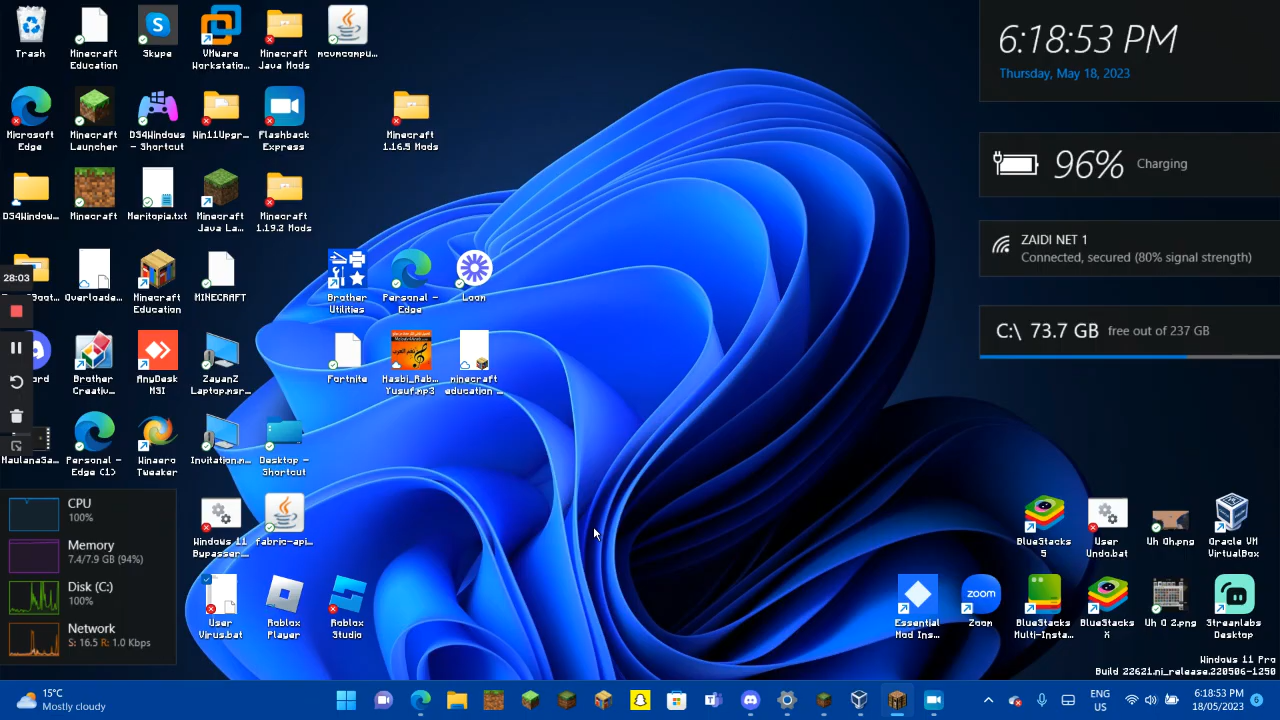 Trash
Minecraft
Education
Skype
VMware
Workstatio...
Minecraft
Java Mods
mcvmcompu...
6:18:53 PM
Thursday, May 18, 2023
Microsoft
Edge
Minecraft
Launcher
D34Windows
- Shortcut
Win11Upgr...
Flashback
Express
Minecraft
1.16.5 Mods
96%
Charging
D34Window...
Minecraft
Meritopia.txt
Minecraft
Java La...
Minecraft
1.19.2 Mods
ZAIDI NET 1
Connected, secured (80% signal strength)
28:03
Overloade...
Minecraft
Education
MINECRAFT
Brother
Utilities
Personal -
Edge
Loom
C:\ 73.7 GB free out of 237 GB
Brother
Creativ...
AnyDesk
MSI
ZayanZ
Laptop.msr...
Fortnite
Hasbi_Rab...
Yusuf.mp3
minecraft
education ...
MaulanaSa...
Personal -
Edge (1)
Winaero
Tweaker
Invitation.m...
Desktop -
Shortcut
CPU
100%
Memory
7.4/7.9 GB (94%)
Disk (C:)
100%
Network
S: 16.5 R: 1.0 Kbps
Windows 11
Bypasser...
fabric-api...
BlueStacks
5
User
Undo.bat
Uh Oh.png
Oracle VM
VirtualBox
User
Virus.bat
Roblox
Player
Roblox
Studio
Essential
Mod Ins...
zoom
Zoom
BlueStacks
Multi-Insta...
BlueStacks
X
Uh O 2.png
Streamlabs
Desktop
Windows 11 Pro
Build 22621.ni_release.220506-1250
15°C
Mostly cloudy
ENG
US
6:18:53 PM
18/05/2023
6